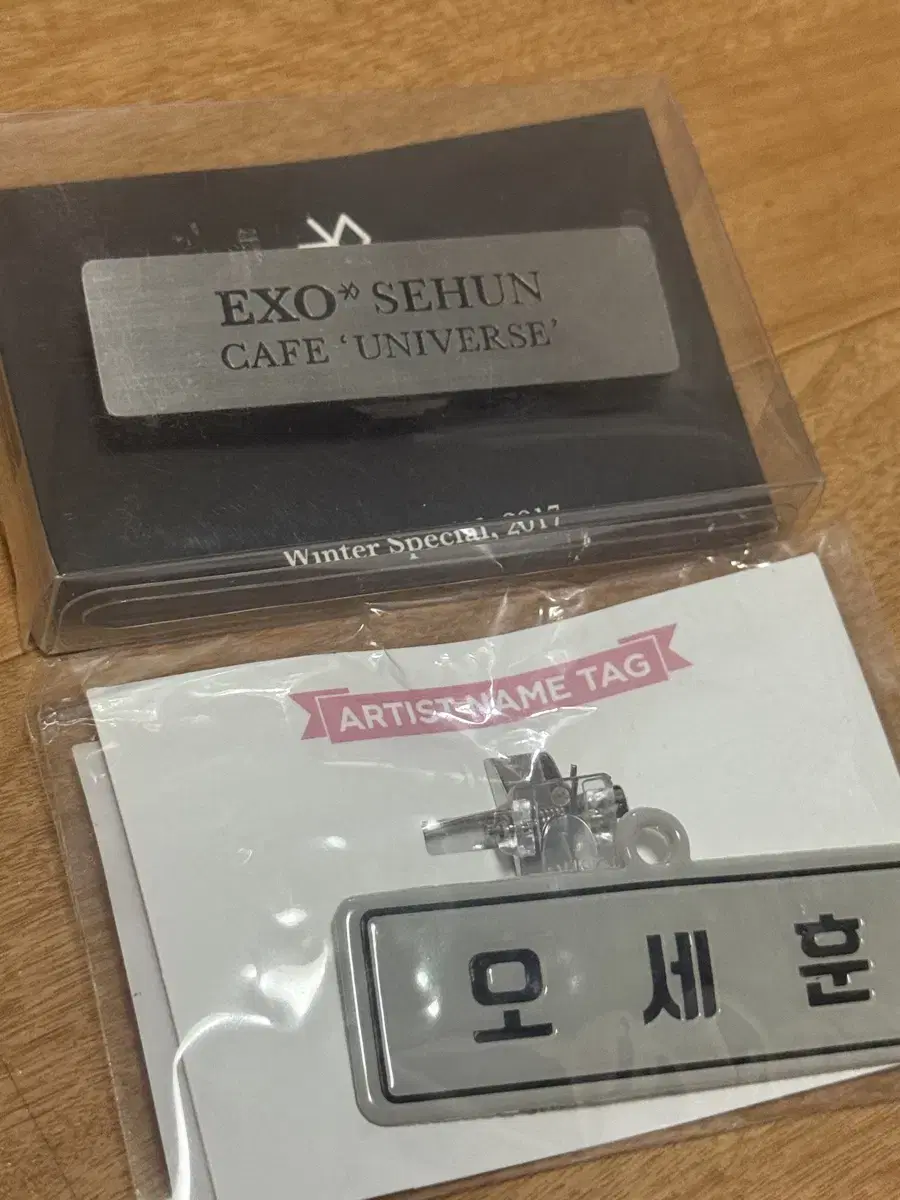 EXO SEHUN
CAFE ‘UNIVERSE’
Winter Special, 2017
ARTIST NAME TAG
오 세 훈